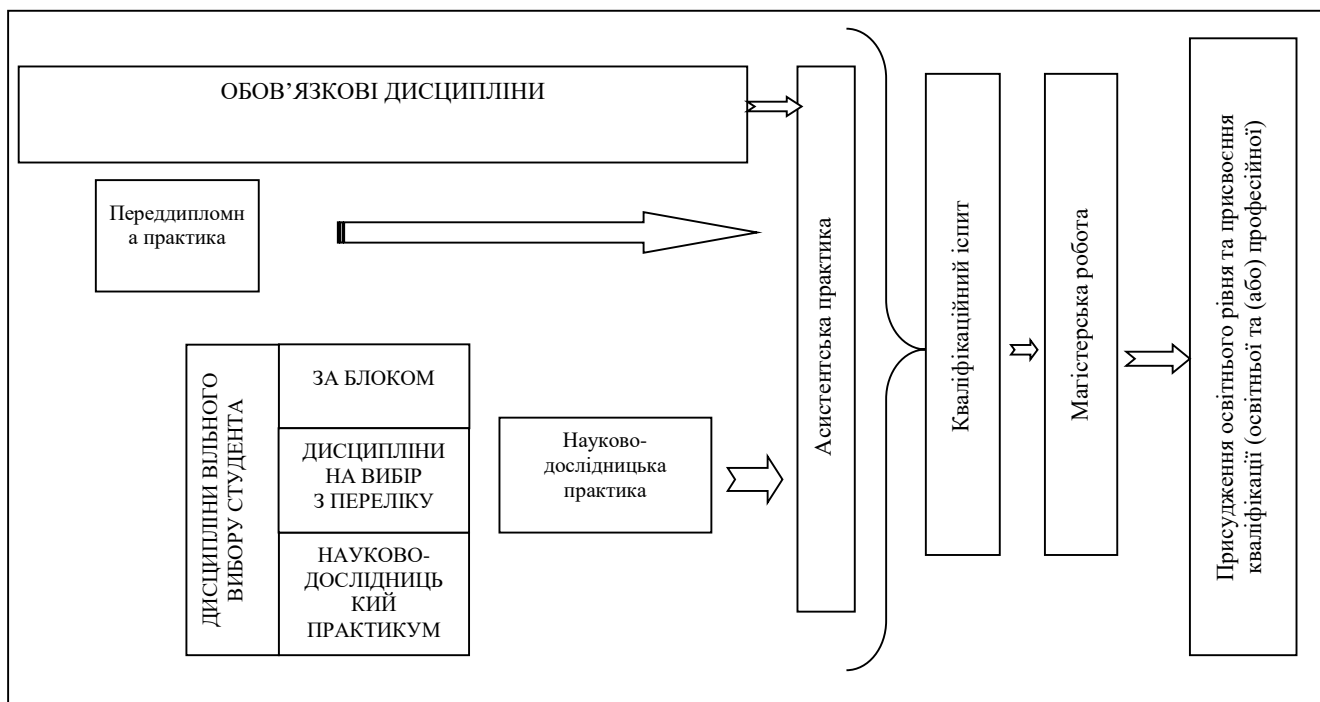 ОБОВ’ЯЗКОВІ ДИСЦИПЛІНИ
Переддипломн
а практика
ДИСЦИПЛІНИ ВІЛЬНОГО
ВИБОРУ СТУДЕНТА
ЗА БЛОКОМ
ДИСЦИПЛІНИ
НА ВИБІР
З ПЕРЕЛІКУ
НАУКОВО-
ДОСЛІДНИЦЬ
КИЙ
ПРАКТИКУМ
Науково-
дослідницька
практика
Асистентська практика
Кваліфікаційний іспит
Магістерська робота
Присудження освітнього рівня та присвоєння
кваліфікації (освітньої та (або) професійної)